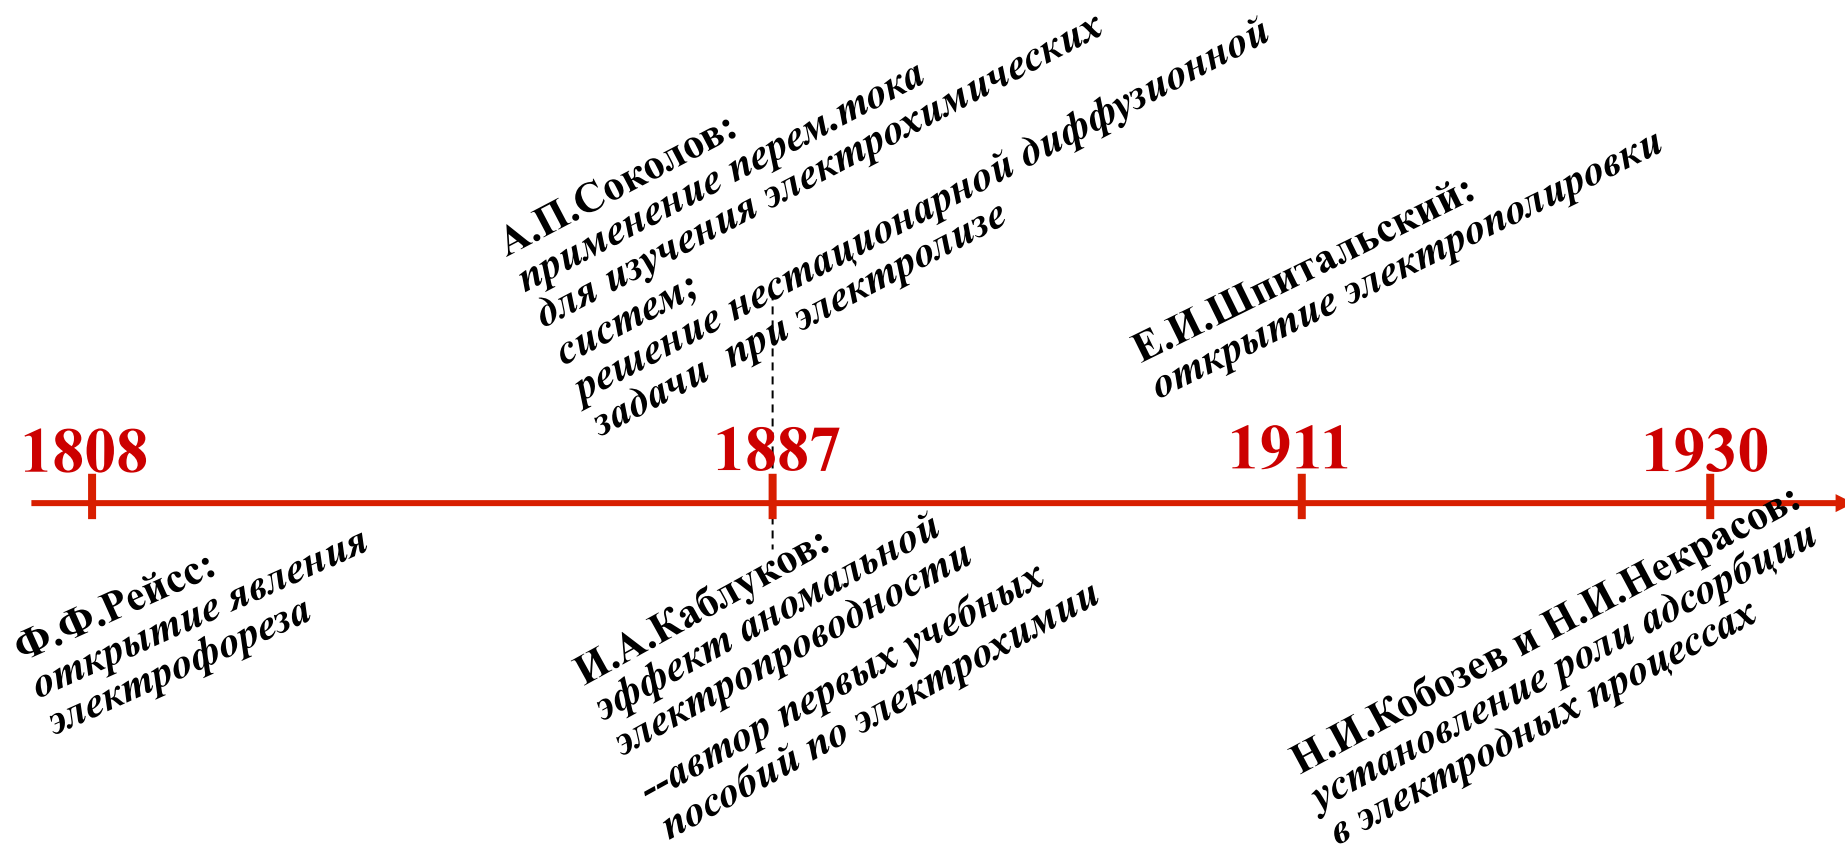 А.П.Соколов:
применение перем.тока
для изучения электрохимических
систем;
решение нестационарной диффузионной
задачи при электролизе
Е.И.Шпитальский:
открытие электрополировки
1808
1887
1911
1930
Ф.Ф.Рейсс:
открытие явления
электрофореза
И.А.Каблуков:
эффект аномальной
электропроводности
--автор первых учебных
пособий по электрохимии
Н.И.Кобозев и Н.И.Некрасов:
установление роли адсорбции
в электродных процессах